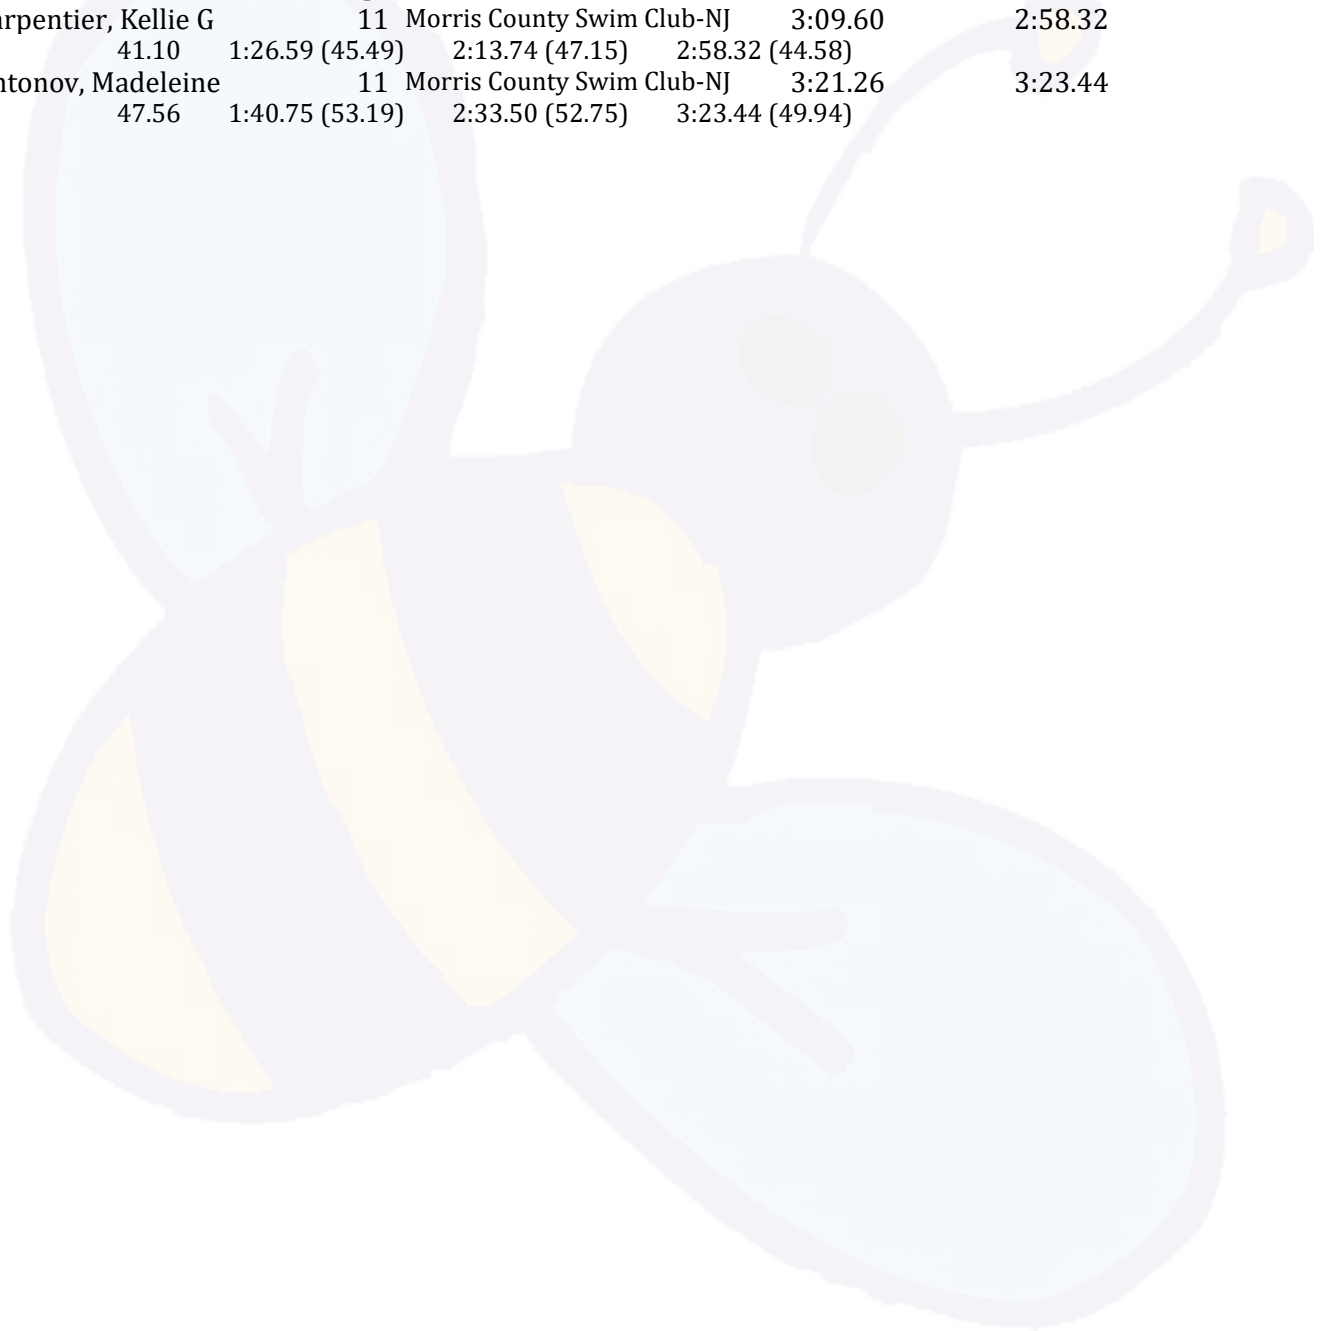 arpentier, Kellie G 11 Morris County Swim Club-NJ 3:09.60 2:58.32
41.10 1:26.59 (45.49) 2:13.74 (47.15) 2:58.32 (44.58)
ntonov, Madeleine 11 Morris County Swim Club-NJ 3:21.26 3:23.44
47.56 1:40.75 (53.19) 2:33.50 (52.75) 3:23.44 (49.94)